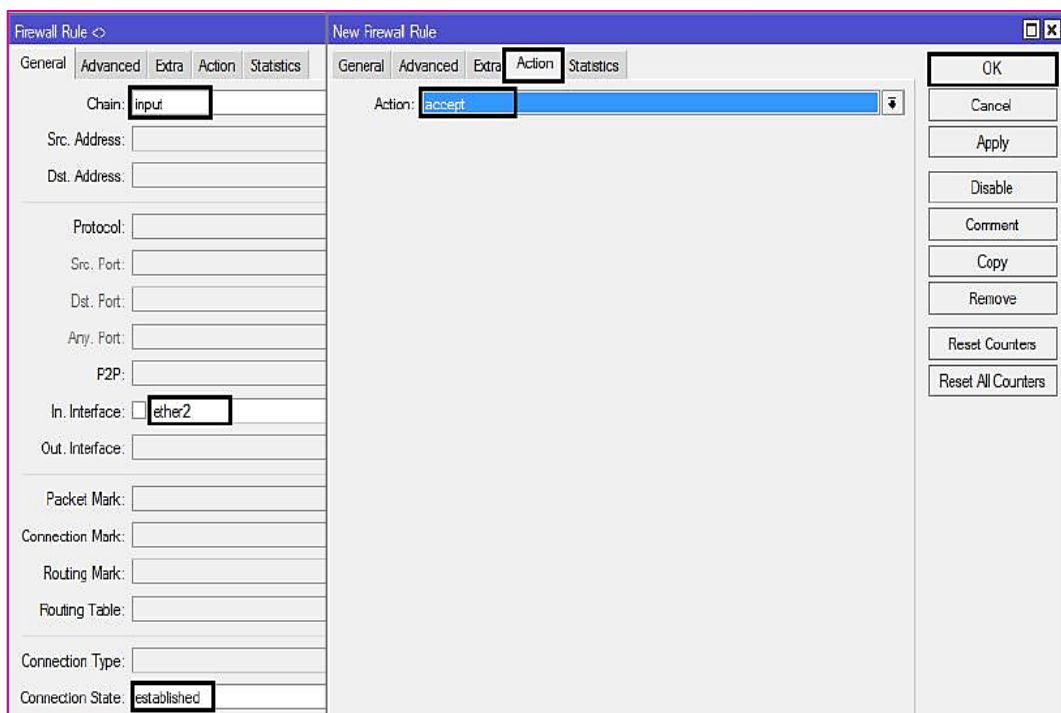 Firewall Rule <>
General Advanced Extra Action Statistics
Chain: input
Src. Address:
Dst. Address:
Protocol:
Src. Port:
Dst. Port:
Any. Port:
P2P:
In. Interface: ether2
Out. Interface:
Packet Mark:
Connection Mark:
Routing Mark:
Routing Table:
Connection Type:
Connection State: established
New Firewall Rule
General Advanced Extra Action Statistics
Action: accept
OK
Cancel
Apply
Disable
Comment
Copy
Remove
Reset Counters
Reset All Counters